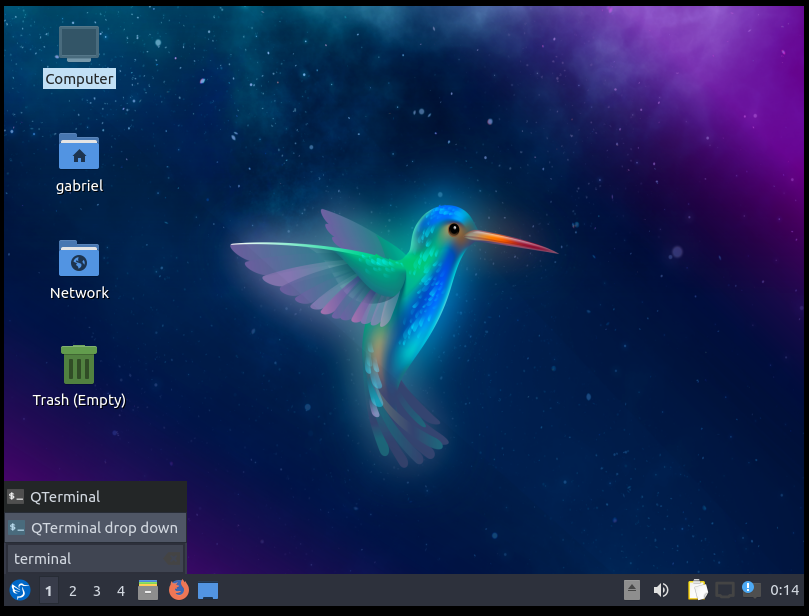 Computer
gabriel
Network
Trash (Empty)
QTerminal
QTerminal drop down
terminal
1 2 3 4 0:14